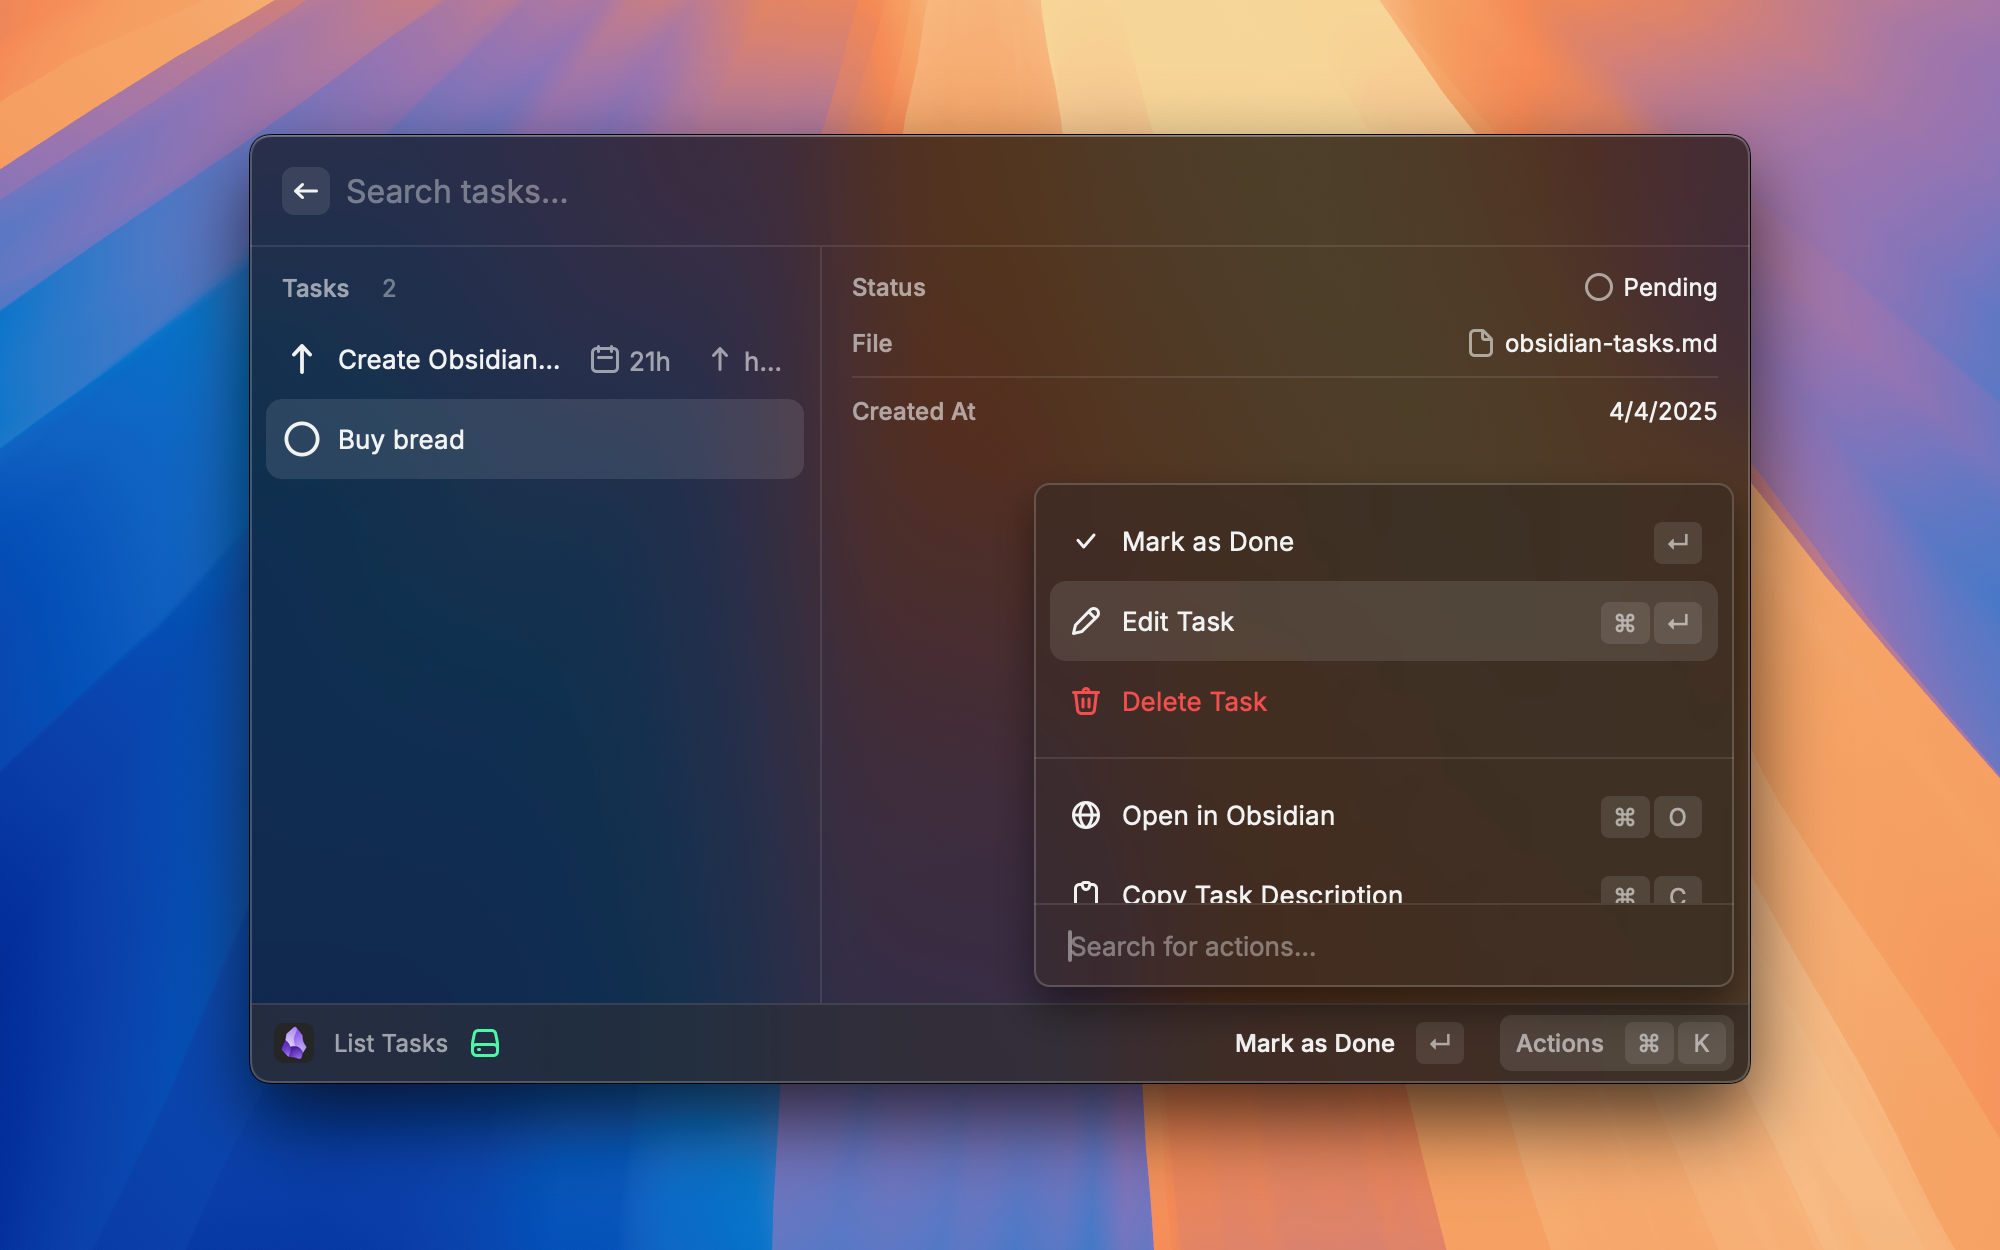 Search tasks...
Tasks 2
Create Obsidian... 21h h...
Buy bread
Status Pending
File obsidian-tasks.md
Created At 4/4/2025
Mark as Done
Edit Task ⌘
Delete Task
Open in Obsidian ⌘ O
Copy Task Description ⌘ C
Search for actions...
List Tasks
Mark as Done
Actions ⌘ K